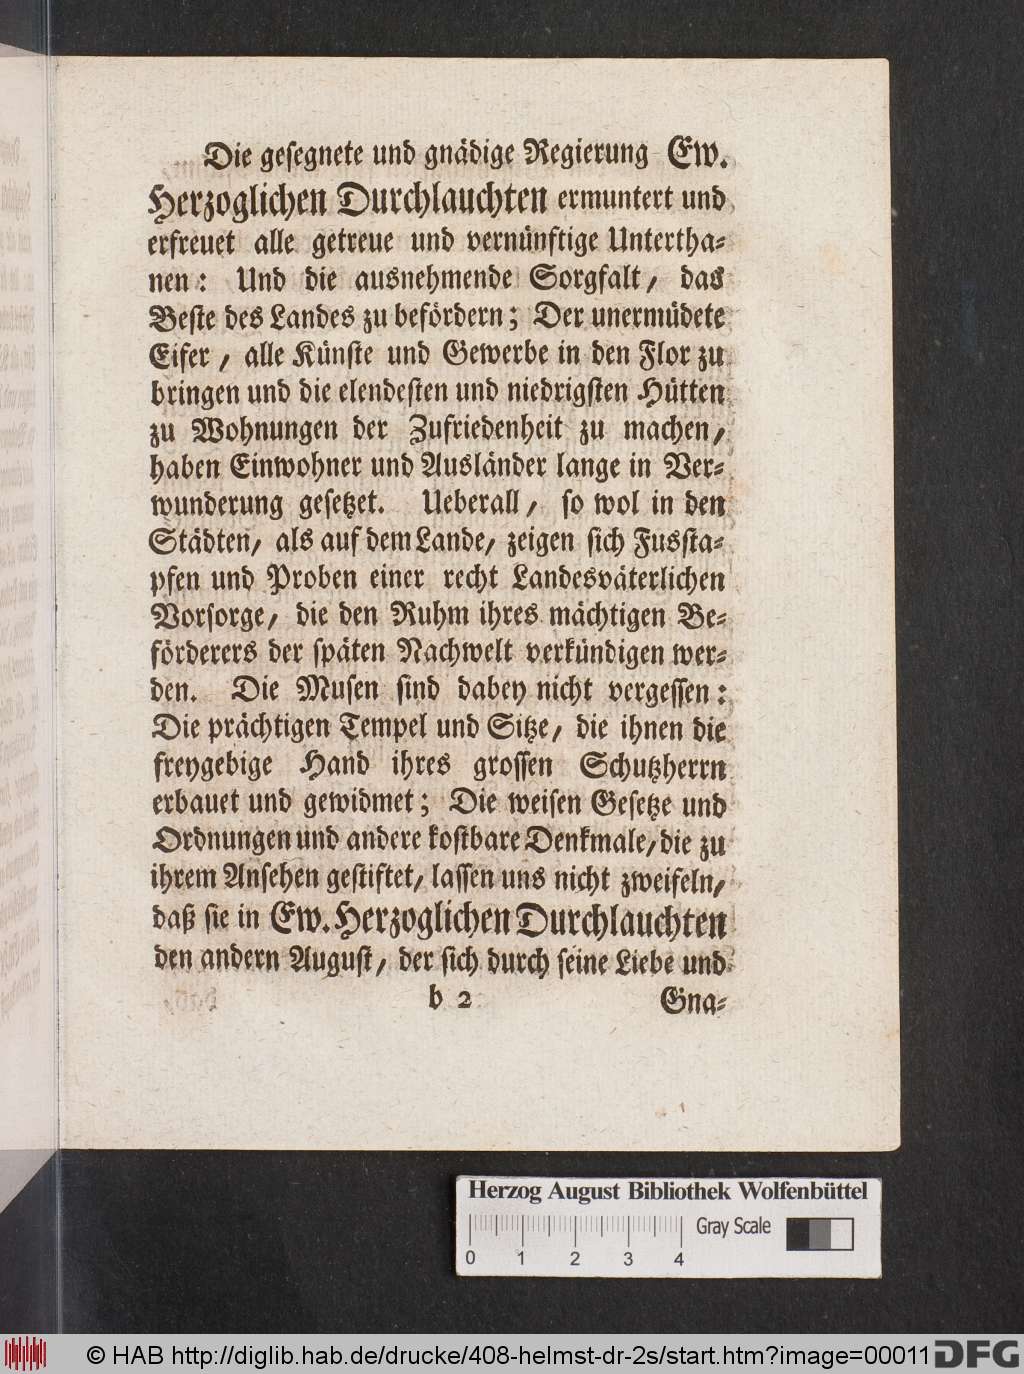 Die gesegnete und gnädige Regierung Ew.
Herzoglichen Durchlauchten ermuntert und
erfreuet alle getreue und vernünftige Untertha-
nen: Und die ausnehmende Sorgfalt, das
Beste des Landes zu befördern; Der unermüdete
Eifer, alle Künste und Gewerbe in den Flor zu
bringen und die elendesten und niedrigsten Hütten
zu Wohnungen der Zufriedenheit zu machen,
haben Einwohner und Ausländer lange in Ver-
wunderung gesetzet. Ueberall, so wol in den
Städten, als auf dem Lande, zeigen sich Fussta-
pfen und Proben einer recht Landesväterlichen
Vorsorge, die den Ruhm ihres mächtigen Be-
förderers der späten Nachwelt verkündigen wer-
den. Die Musen sind dabey nicht vergessen:
Die prächtigen Tempel und Sitze, die ihnen die
freygebige Hand ihres grossen Schutzherrn
erbauet und gewidmet; Die weisen Gesetze und
Ordnungen und andere kostbare Denkmale, die zu
ihrem Ansehen gestiftet, lassen uns nicht zweifeln,
daß sie in Ew. Herzoglichen Durchlauchten
den andern August, der sich durch seine Liebe und
b 2 Gna-
Herzog August Bibliothek Wolfenbüttel
Gray Scale
0 1 2 3 4
© HAB http://diglib.hab.de/drucke/408-helmst-dr-2s/start.htm?image=00011 DFG